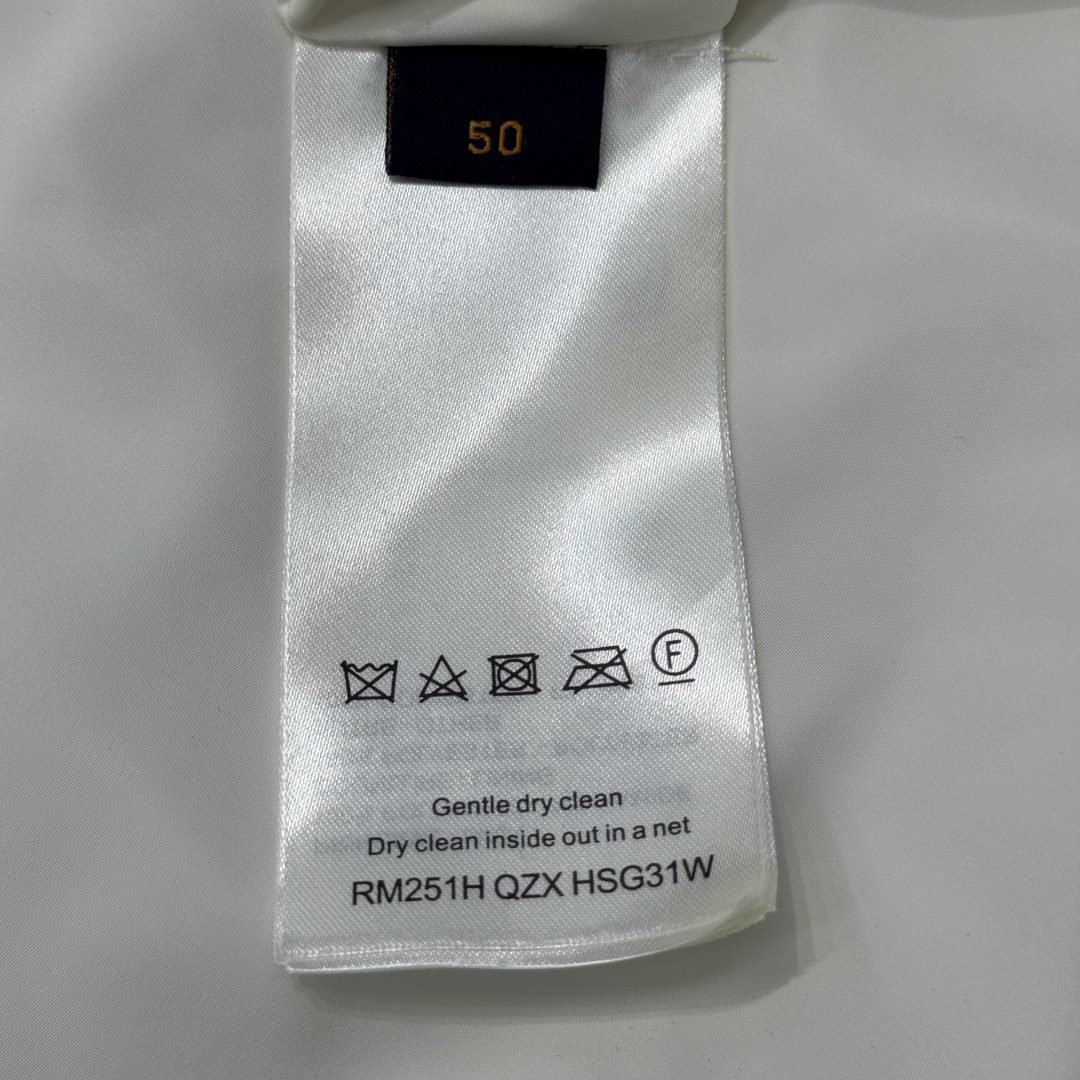 50
F
Gentle dry clean
Dry clean inside out in a net
RM251H QZX HSG31W